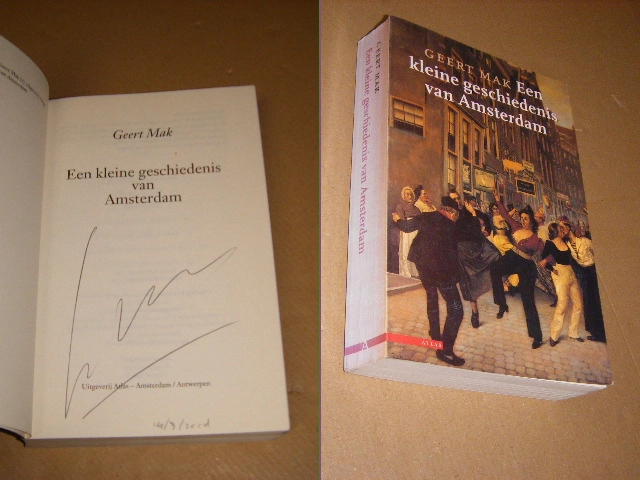 Geert Mak
Een kleine geschiedenis
van
Amsterdam
Uitgeverij Atlas – Amsterdam / Antwerpen
GEERT MAK Een kleine geschiedenis van Amsterdam
GEERT MAK Een
kleine geschiedenis
van Amsterdam
ATLAS